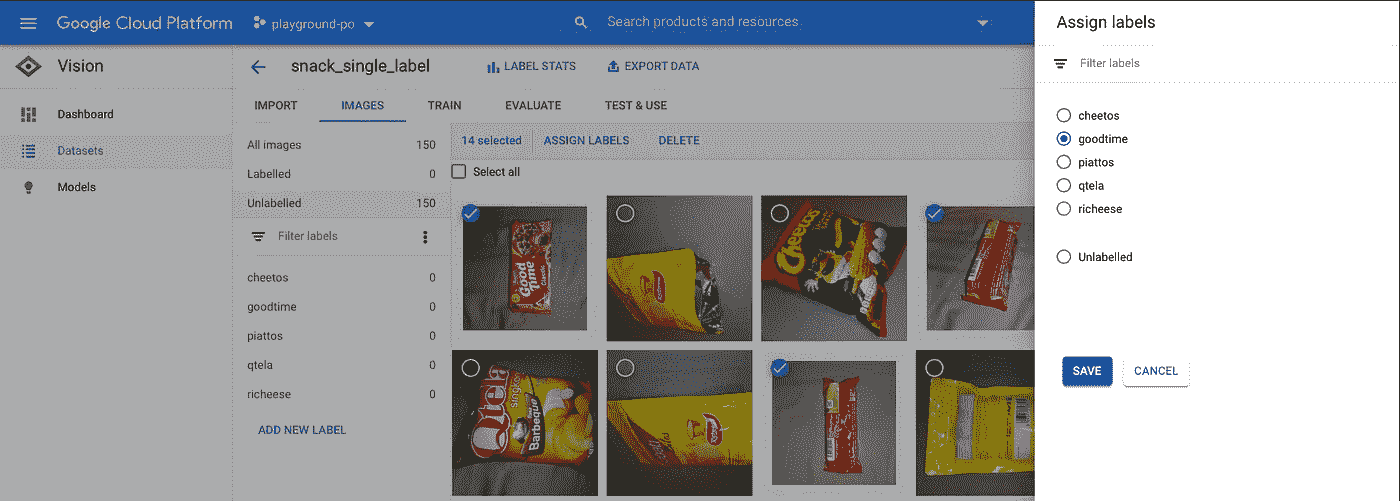 Google Cloud Platform
playground-po
Search products and resources
Vision
Dashboard
Datasets
Models
snack_single_label
LABEL STATS
EXPORT DATA
IMPORT
IMAGES
TRAIN
EVALUATE
TEST & USE
All images 150
Labelled 0
Unlabelled 150
Filter labels
cheetos 0
goodtime 0
piattos 0
qtela 0
richeese 0
ADD NEW LABEL
14 selected
ASSIGN LABELS
DELETE
Select all
Good
Time
Cheetos
Qtela
singkong
Barbeque
Assign labels
Filter labels
cheetos
goodtime
piattos
qtela
richeese
Unlabelled
SAVE
CANCEL